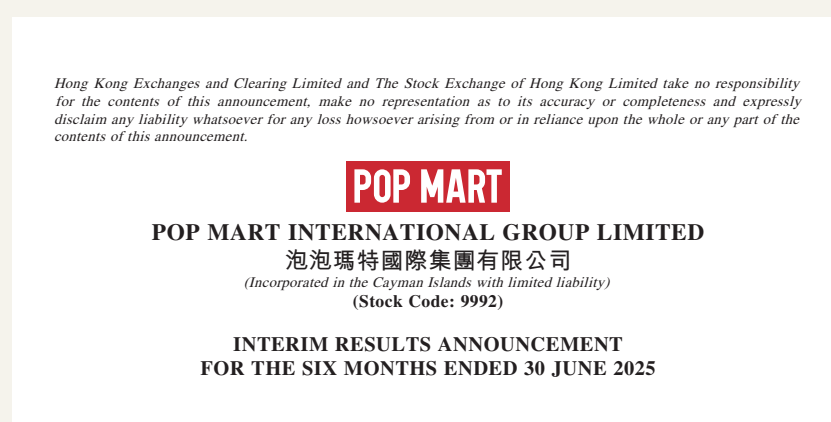 Hong Kong Exchanges and Clearing Limited and The Stock Exchange of Hong Kong Limited take no responsibility
for the contents of this announcement, make no representation as to its accuracy or completeness and expressly
disclaim any liability whatsoever for any loss howsoever arising from or in reliance upon the whole or any part of the
contents of this announcement.
POP MART
POP MART INTERNATIONAL GROUP LIMITED
泡泡瑪特國際集團有限公司
(Incorporated in the Cayman Islands with limited liability)
(Stock Code: 9992)
INTERIM RESULTS ANNOUNCEMENT
FOR THE SIX MONTHS ENDED 30 JUNE 2025